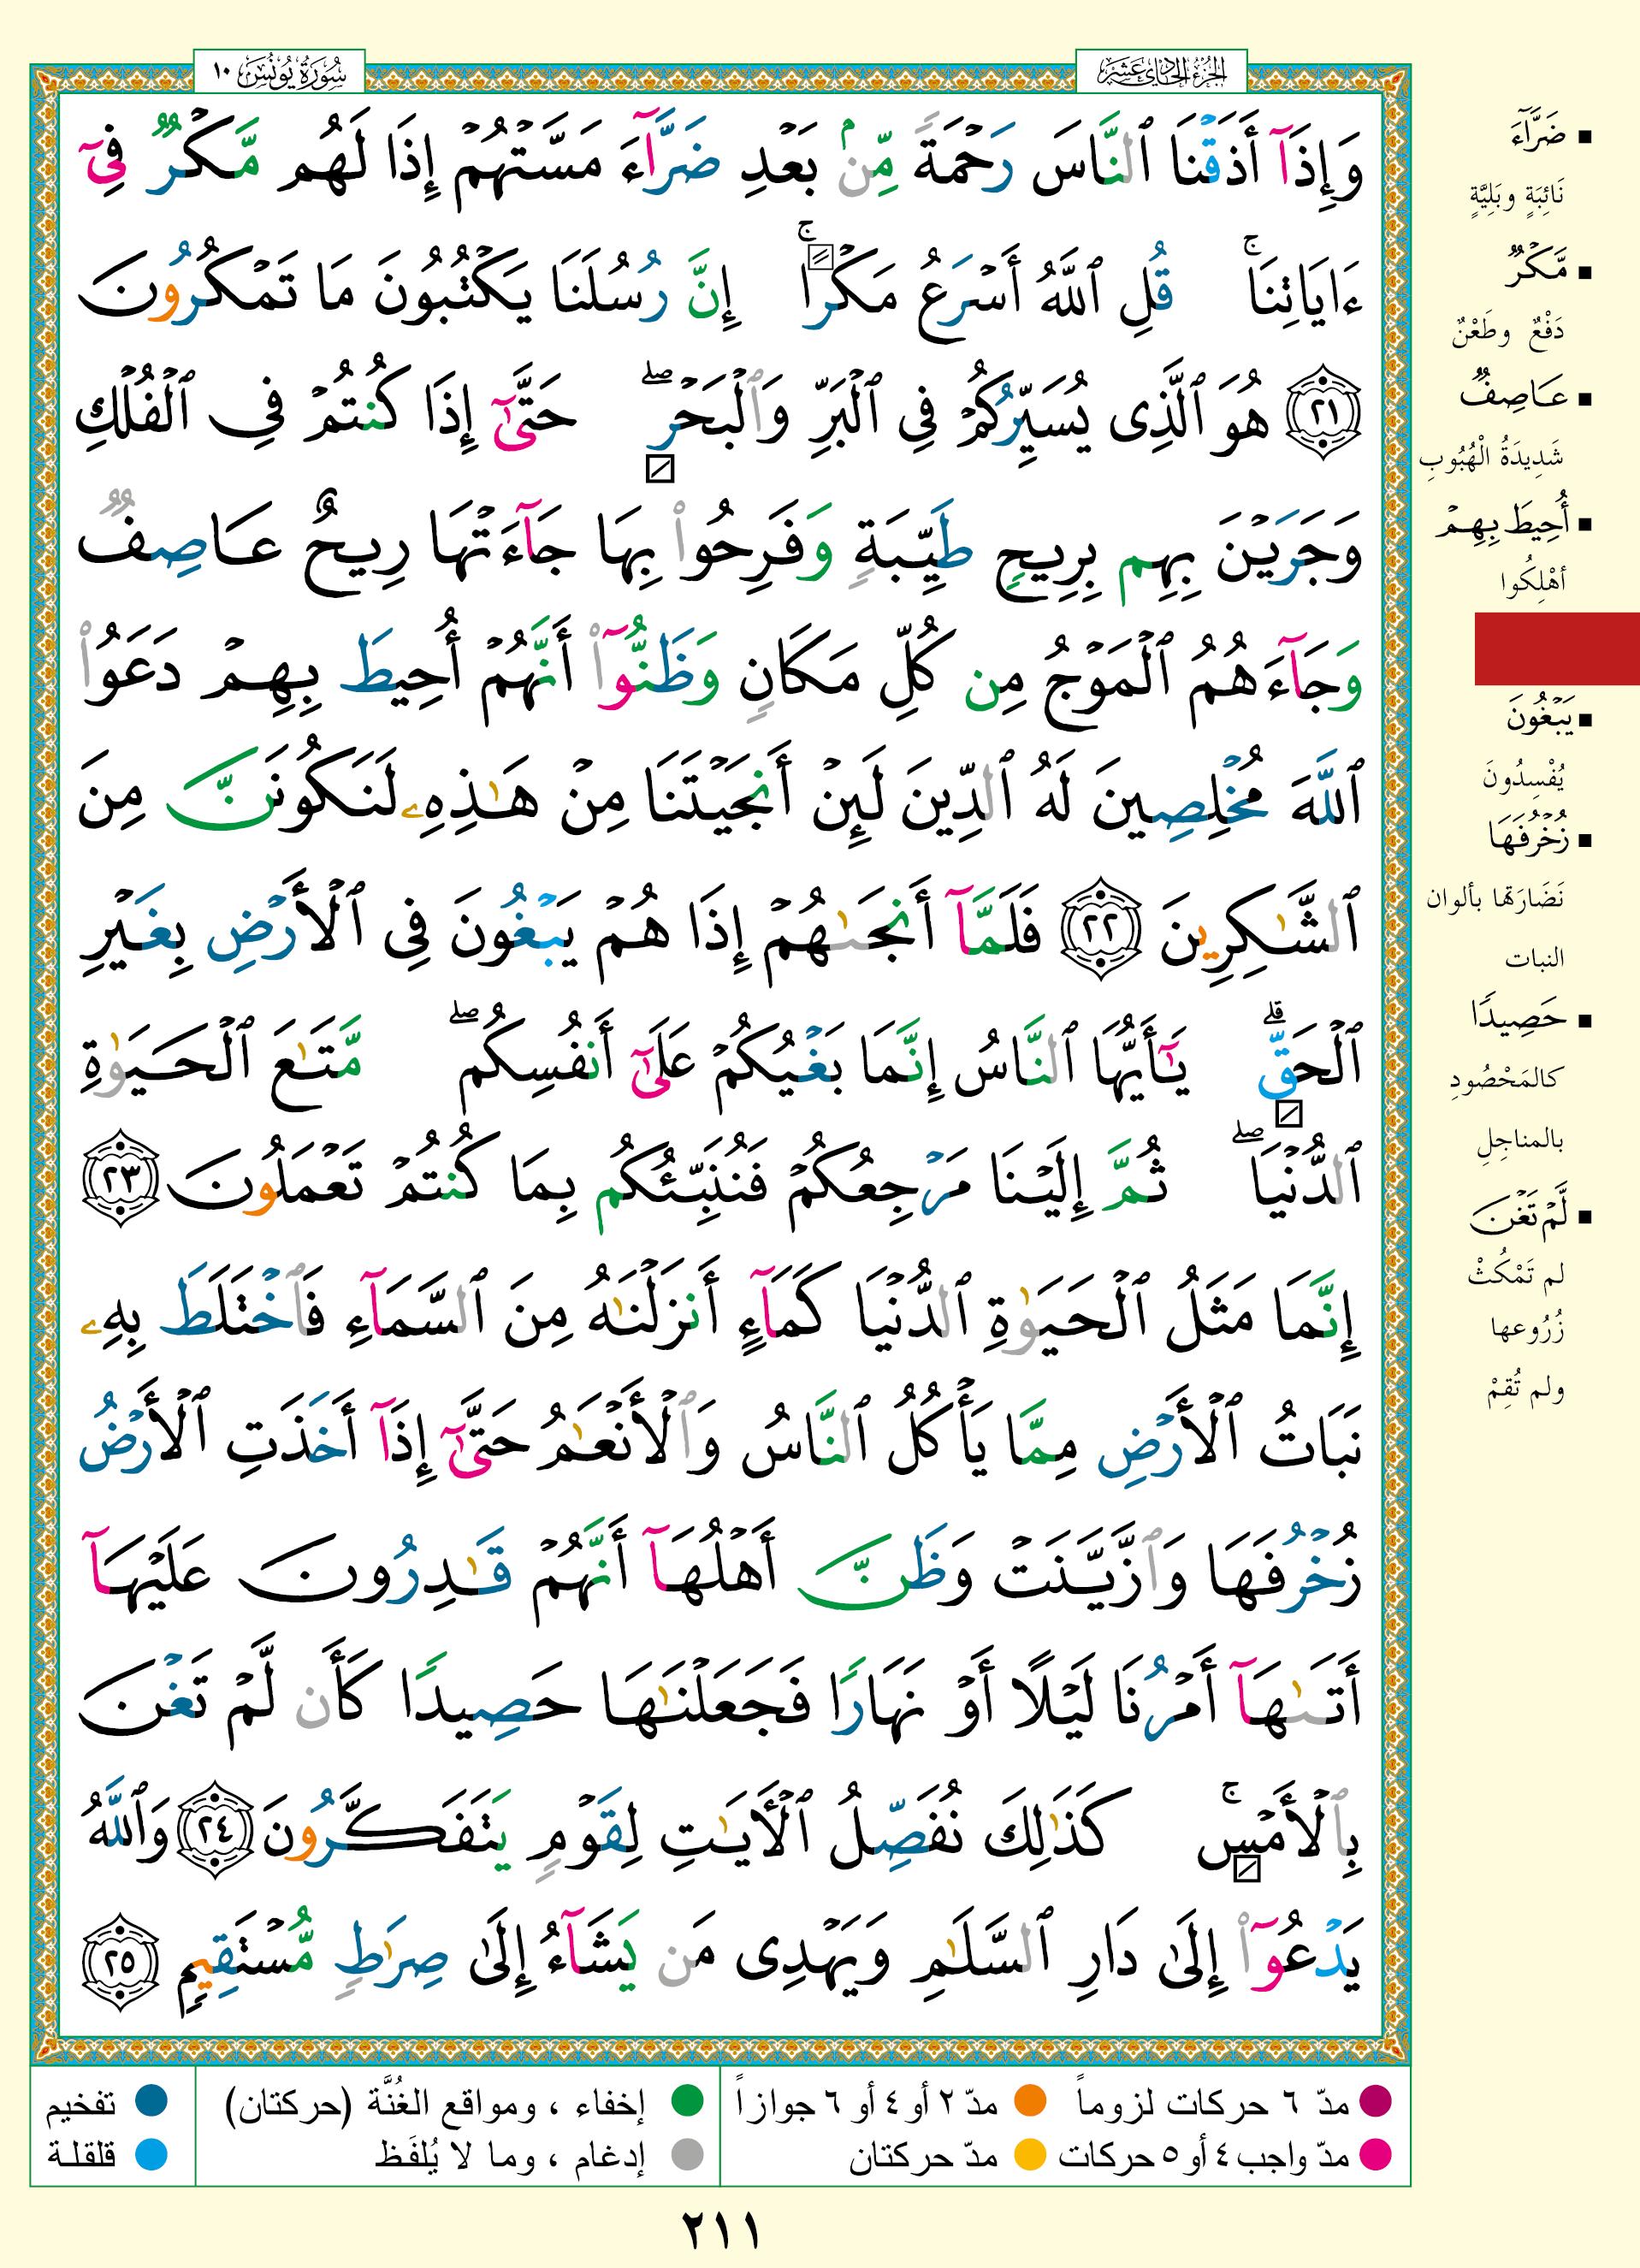 الجزء الحادي عشر
سورة يونس ١٠
وَإِذَآ أَذَقْنَا ٱلنَّاسَ رَحْمَةً مِّنۢ بَعْدِ ضَرَّآءَ مَسَّتْهُمْ إِذَا لَهُم مَّكْرٌ فِىٓ
ءَايَاتِنَا ۚ قُلِ ٱللَّهُ أَسْرَعُ مَكْرًا ۚ إِنَّ رُسُلَنَا يَكْتُبُونَ مَا تَمْكُرُونَ
٢١ هُوَ ٱلَّذِى يُسَيِّرُكُمْ فِى ٱلْبَرِّ وَٱلْبَحْرِ ۖ حَتَّىٰٓ إِذَا كُنتُمْ فِى ٱلْفُلْكِ
وَجَرَيْنَ بِهِم بِرِيحٍ طَيِّبَةٍ وَفَرِحُوا۟ بِهَا جَآءَتْهَا رِيحٌ عَاصِفٌ
وَجَآءَهُمُ ٱلْمَوْجُ مِن كُلِّ مَكَانٍ وَظَنُّوٓا۟ أَنَّهُمْ أُحِيطَ بِهِمْ دَعَوُا۟
ٱللَّهَ مُخْلِصِينَ لَهُ ٱلدِّينَ لَئِنْ أَنجَيْتَنَا مِنْ هَٰذِهِۦ لَنَكُونَنَّ مِنَ
ٱلشَّٰكِرِينَ ٢٢ فَلَمَّآ أَنجَىٰهُمْ إِذَا هُمْ يَبْغُونَ فِى ٱلْأَرْضِ بِغَيْرِ
ٱلْحَقِّ ۗ يَٰٓأَيُّهَا ٱلنَّاسُ إِنَّمَا بَغْيُكُمْ عَلَىٰٓ أَنفُسِكُم ۖ مَّتَٰعَ ٱلْحَيَوٰةِ
ٱلدُّنْيَا ۖ ثُمَّ إِلَيْنَا مَرْجِعُكُمْ فَنُنَبِّئُكُم بِمَا كُنتُمْ تَعْمَلُونَ ٢٣
إِنَّمَا مَثَلُ ٱلْحَيَوٰةِ ٱلدُّنْيَا كَمَآءٍ أَنزَلْنَٰهُ مِنَ ٱلسَّمَآءِ فَٱخْتَلَطَ بِهِۦ
نَبَاتُ ٱلْأَرْضِ مِمَّا يَأْكُلُ ٱلنَّاسُ وَٱلْأَنْعَٰمُ حَتَّىٰٓ إِذَآ أَخَذَتِ ٱلْأَرْضُ
زُخْرُفَهَا وَٱزَّيَّنَتْ وَظَنَّ أَهْلُهَآ أَنَّهُمْ قَٰدِرُونَ عَلَيْهَآ
أَتَىٰهَآ أَمْرُنَا لَيْلًا أَوْ نَهَارًا فَجَعَلْنَٰهَا حَصِيدًا كَأَن لَّمْ تَغْنَ
بِٱلْأَمْسِ ۚ كَذَٰلِكَ نُفَصِّلُ ٱلْأَيَٰتِ لِقَوْمٍ يَتَفَكَّرُونَ ٢٤ وَٱللَّهُ
يَدْعُوٓا۟ إِلَىٰ دَارِ ٱلسَّلَٰمِ وَيَهْدِى مَن يَشَآءُ إِلَىٰ صِرَٰطٍ مُّسْتَقِيمٍ ٢٥
ضَرَّآءَ
نَائِبَةٍ وبَلِيَّةٍ
مَّكْرٌ
دَفْعٌ وطَعْنٌ
عَاصِفٌ
شَدِيدَةُ الْهُبُوبِ
أُحِيطَ بِهِمْ
أهْلِكُوا
يَبْغُونَ
يُفْسِدُونَ
زُخْرُفَهَا
نَضَارَتَها بألوان
النبات
حَصِيدًا
كالمَحْصُودِ
بالمناجِلِ
لَّمْ تَغْنَ
لم تَمْكُثْ
زُرُوعها
ولم تُقِمْ
مدّ ٦ حركات لزوماً
مدّ ٢ أو ٤ أو ٦ جوازاً
إخفاء ، ومواقع الغُنَّة (حركتان)
تفخيم
مدّ واجب ٤ أو ٥ حركات
مدّ حركتان
إدغام ، وما لا يُلفَظ
قلقلة
٢١١